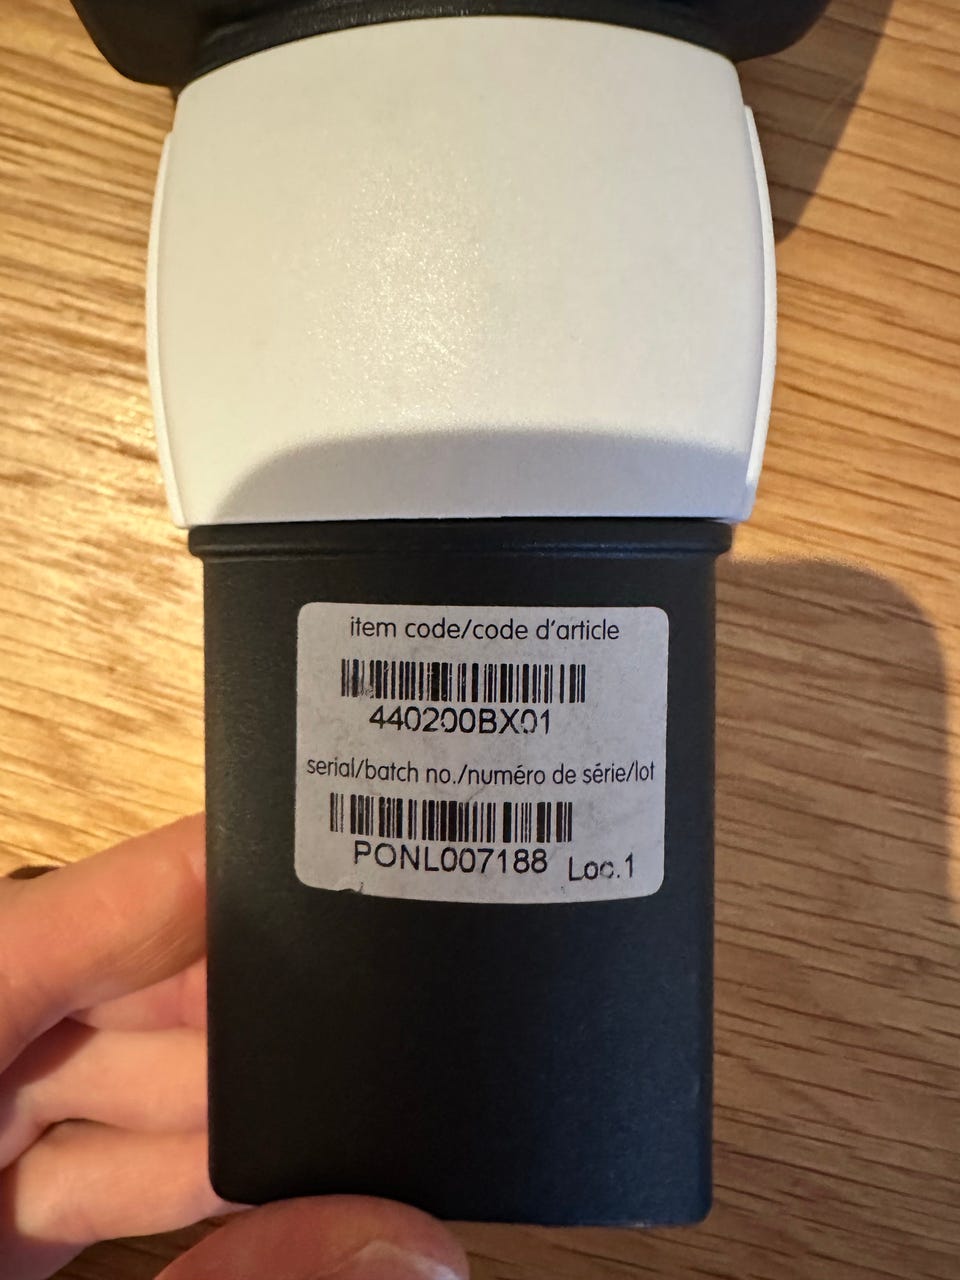 item code/code d'article
440200BX01
serial/batch no./numéro de série/lot
PONL007188 Loc.1